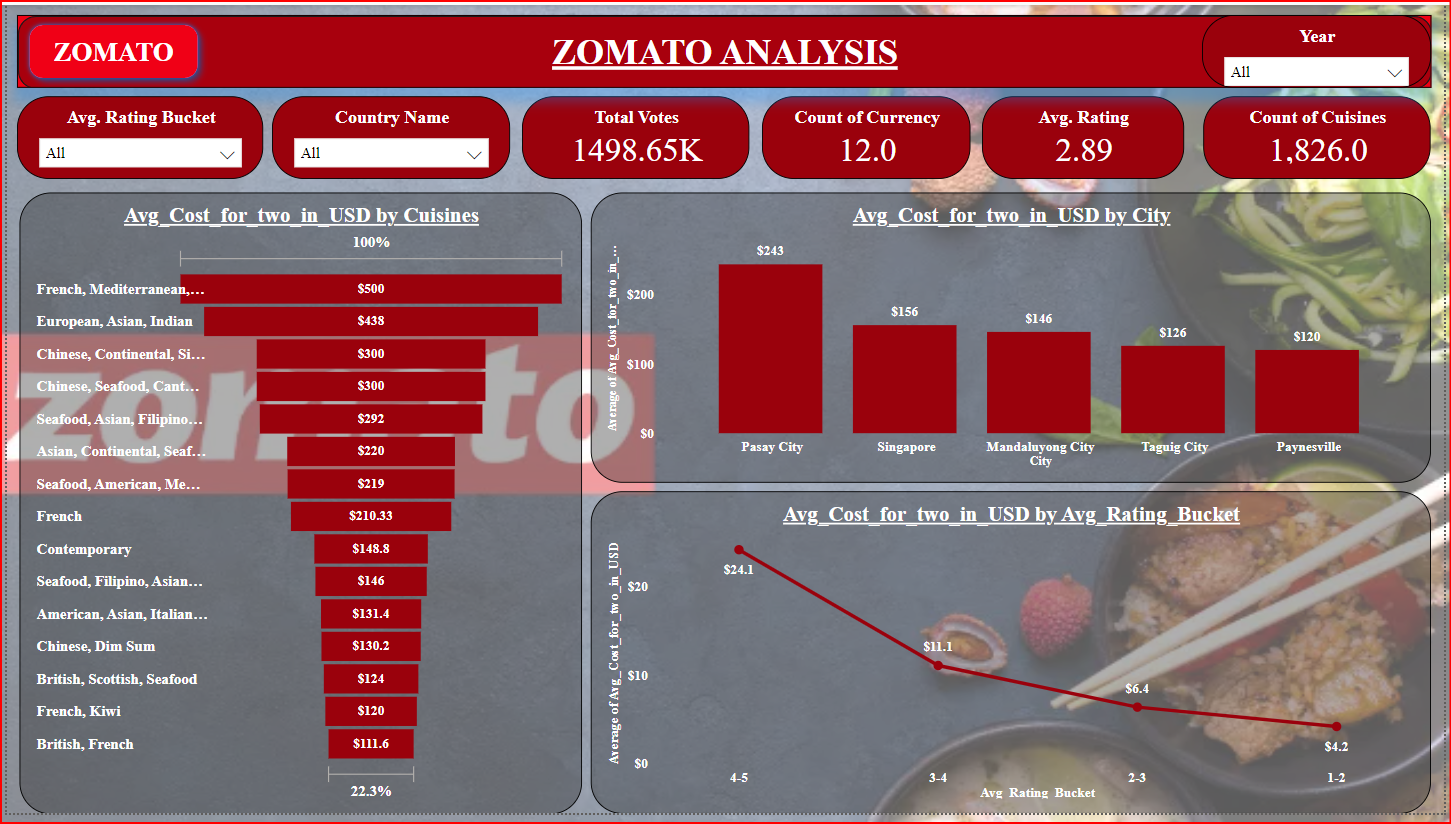 ZOMATO
ZOMATO ANALYSIS
Year
All
Avg. Rating Bucket
All
Country Name
All
Total Votes
1498.65K
Count of Currency
12.0
Avg. Rating
2.89
Count of Cuisines
1,826.0
Avg_Cost_for_two_in_USD by Cuisines
100%
French, Mediterranean,... $500
European, Asian, Indian $438
Chinese, Continental, Si... $300
Chinese, Seafood, Cant... $300
Seafood, Asian, Filipino... $292
Asian, Continental, Seaf... $220
Seafood, American, Me... $219
French $210.33
Contemporary $148.8
Seafood, Filipino, Asian... $146
American, Asian, Italian... $131.4
Chinese, Dim Sum $130.2
British, Scottish, Seafood $124
French, Kiwi $120
British, French $111.6
22.3%
zomato
Avg_Cost_for_two_in_USD by City
Average of Avg_Cost_for_two_in_...
$200
$100
$0
$243
$156
$146
$126
$120
Pasay City
Singapore
Mandaluyong City
Taguig City
Paynesville
City
Avg_Cost_for_two_in_USD by Avg_Rating_Bucket
Average of Avg_Cost_for_two_in_USD
$20
$10
$0
$24.1
$11.1
$6.4
$4.2
4-5
3-4
2-3
1-2
Avg_Rating_Bucket